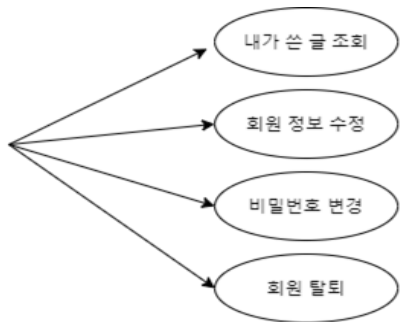 내가 쓴 글 조회
회원 정보 수정
비밀번호 변경
회원 탈퇴